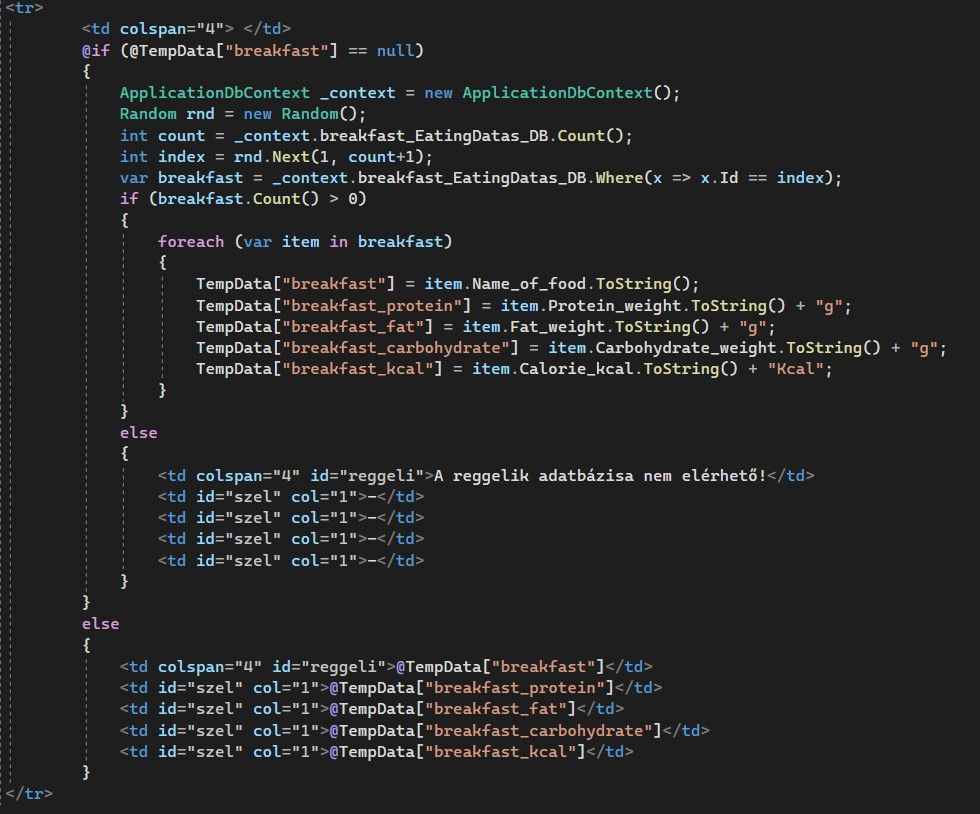 <tr>
<td colspan="4"> </td>
@if (@TempData["breakfast"] == null)
{
ApplicationDbContext _context = new ApplicationDbContext();
Random rnd = new Random();
int count = _context.breakfast_EatingDatas_DB.Count();
int index = rnd.Next(1, count+1);
var breakfast = _context.breakfast_EatingDatas_DB.Where(x => x.Id == index);
if (breakfast.Count() > 0)
{
foreach (var item in breakfast)
{
TempData["breakfast"] = item.Name_of_food.ToString();
TempData["breakfast_protein"] = item.Protein_weight.ToString() + "g";
TempData["breakfast_fat"] = item.Fat_weight.ToString() + "g";
TempData["breakfast_carbohydrate"] = item.Carbohydrate_weight.ToString() + "g";
TempData["breakfast_kcal"] = item.Calorie_kcal.ToString() + "Kcal";
}
}
else
{
<td colspan="4" id="reggeli">A reggelik adatbázisa nem elérhető!</td>
<td id="szel" col="1">-</td>
<td id="szel" col="1">-</td>
<td id="szel" col="1">-</td>
<td id="szel" col="1">-</td>
}
}
else
{
<td colspan="4" id="reggeli">@TempData["breakfast"]</td>
<td id="szel" col="1">@TempData["breakfast_protein"]</td>
<td id="szel" col="1">@TempData["breakfast_fat"]</td>
<td id="szel" col="1">@TempData["breakfast_carbohydrate"]</td>
<td id="szel" col="1">@TempData["breakfast_kcal"]</td>
}
</tr>